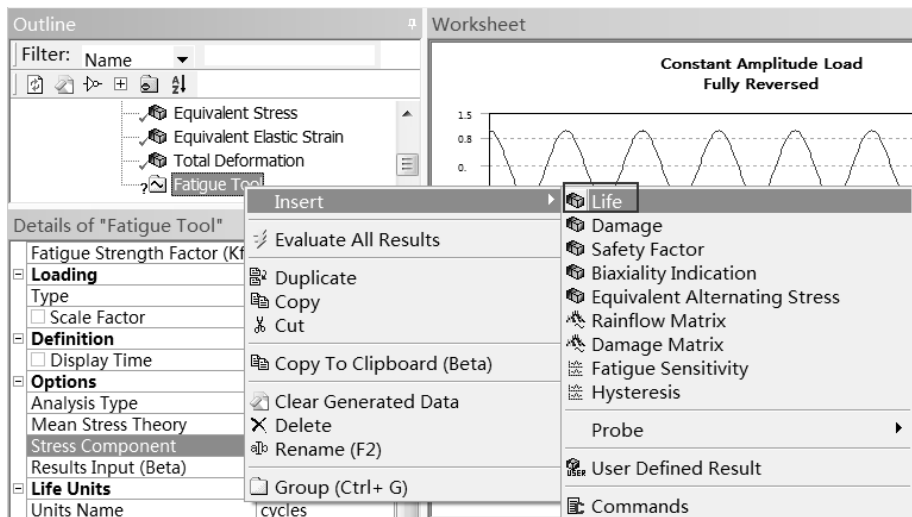 Outline
Filter: Name
Equivalent Stress
Equivalent Elastic Strain
Total Deformation
Fatigue Tool
Details of "Fatigue Tool"
Fatigue Strength Factor (Kf
Loading
Type
Scale Factor
Definition
Display Time
Options
Analysis Type
Mean Stress Theory
Stress Component
Results Input (Beta)
Life Units
Units Name cycles
Insert
Evaluate All Results
Duplicate
Copy
Cut
Copy To Clipboard (Beta)
Clear Generated Data
Delete
Rename (F2)
Group (Ctrl+ G)
Worksheet
Constant Amplitude Load
Fully Reversed
1.5
0.8
0.
Life
Damage
Safety Factor
Biaxiality Indication
Equivalent Alternating Stress
Rainflow Matrix
Damage Matrix
Fatigue Sensitivity
Hysteresis
Probe
User Defined Result
Commands